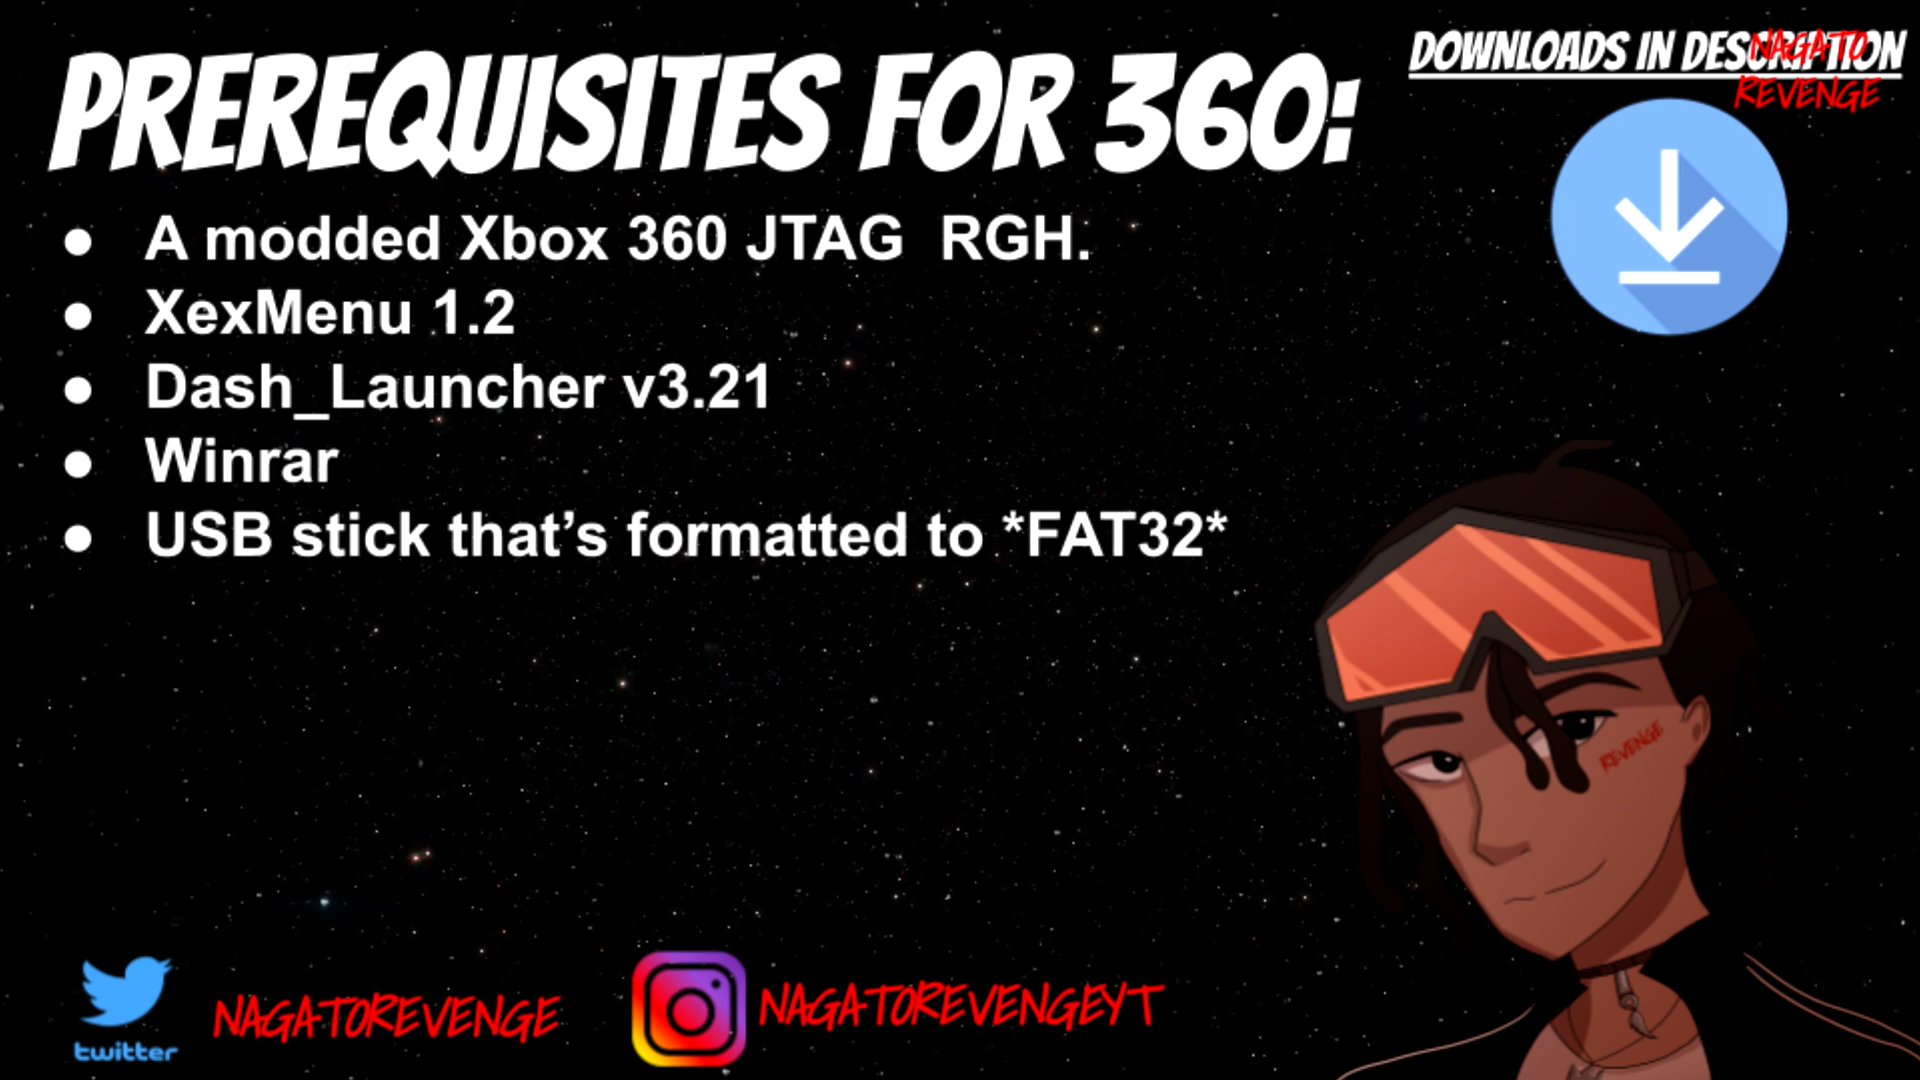 PREREQUISITES FOR 360:
DOWNLOADS IN DESCRIPTION
NAGATO
REVENGE
● A modded Xbox 360 JTAG  RGH.
● XexMenu 1.2
● Dash_Launcher v3.21
● Winrar
● USB stick that’s formatted to *FAT32*
REVENGE
twitter
NAGATOREVENGE
NAGATOREVENGEYT